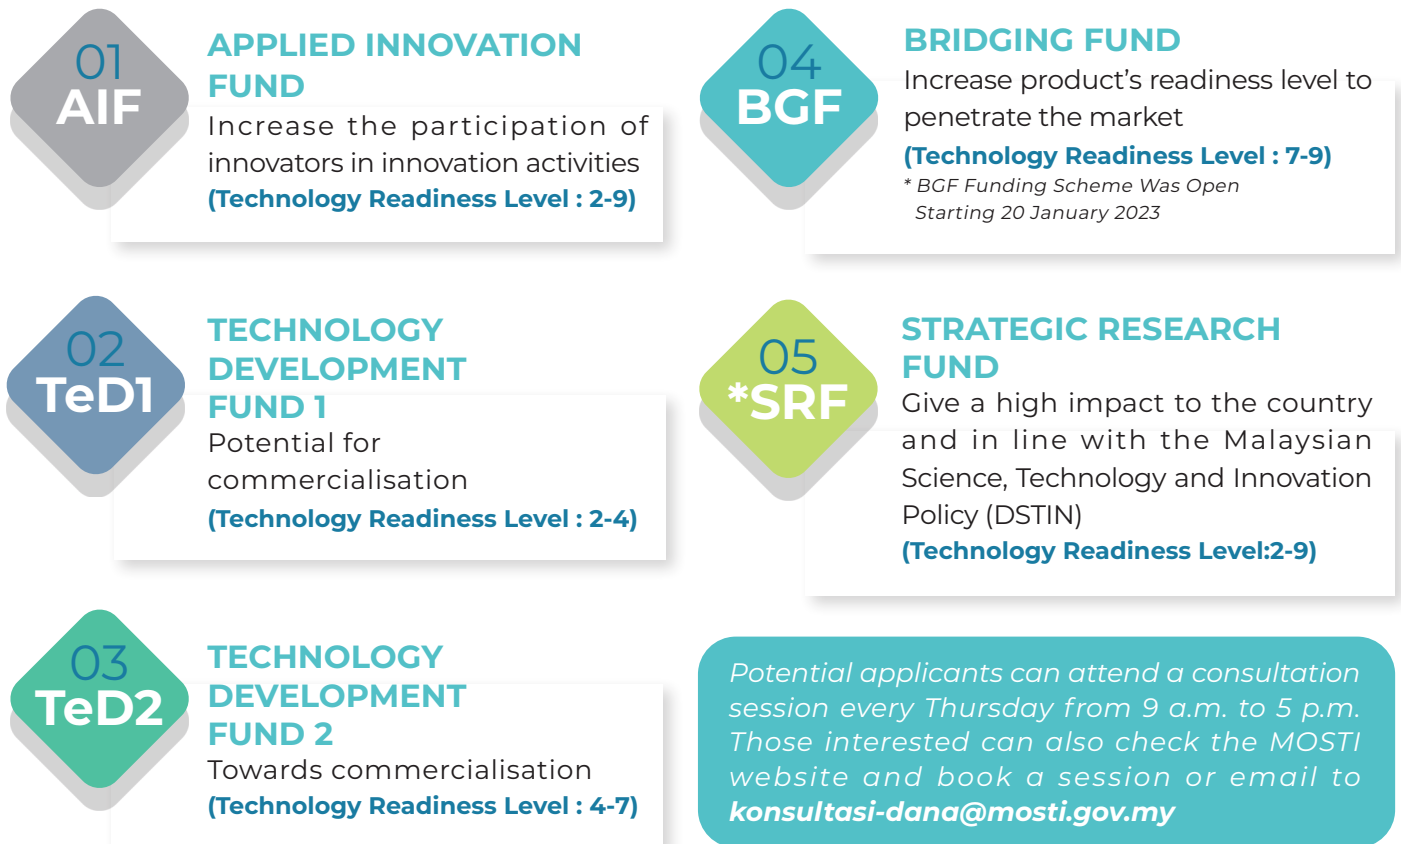 01
AIF
APPLIED INNOVATION
FUND
Increase the participation of
innovators in innovation activities
(Technology Readiness Level : 2-9)
02
TeD1
TECHNOLOGY
DEVELOPMENT
FUND 1
Potential for
commercialisation
(Technology Readiness Level : 2-4)
03
TeD2
TECHNOLOGY
DEVELOPMENT
FUND 2
Towards commercialisation
(Technology Readiness Level : 4-7)
04
BGF
BRIDGING FUND
Increase product’s readiness level to
penetrate the market
(Technology Readiness Level : 7-9)
* BGF Funding Scheme Was Open
Starting 20 January 2023
05
*SRF
STRATEGIC RESEARCH
FUND
Give a high impact to the country
and in line with the Malaysian
Science, Technology and Innovation
Policy (DSTIN)
(Technology Readiness Level:2-9)
Potential applicants can attend a consultation
session every Thursday from 9 a.m. to 5 p.m.
Those interested can also check the MOSTI
website and book a session or email to
konsultasi-dana@mosti.gov.my